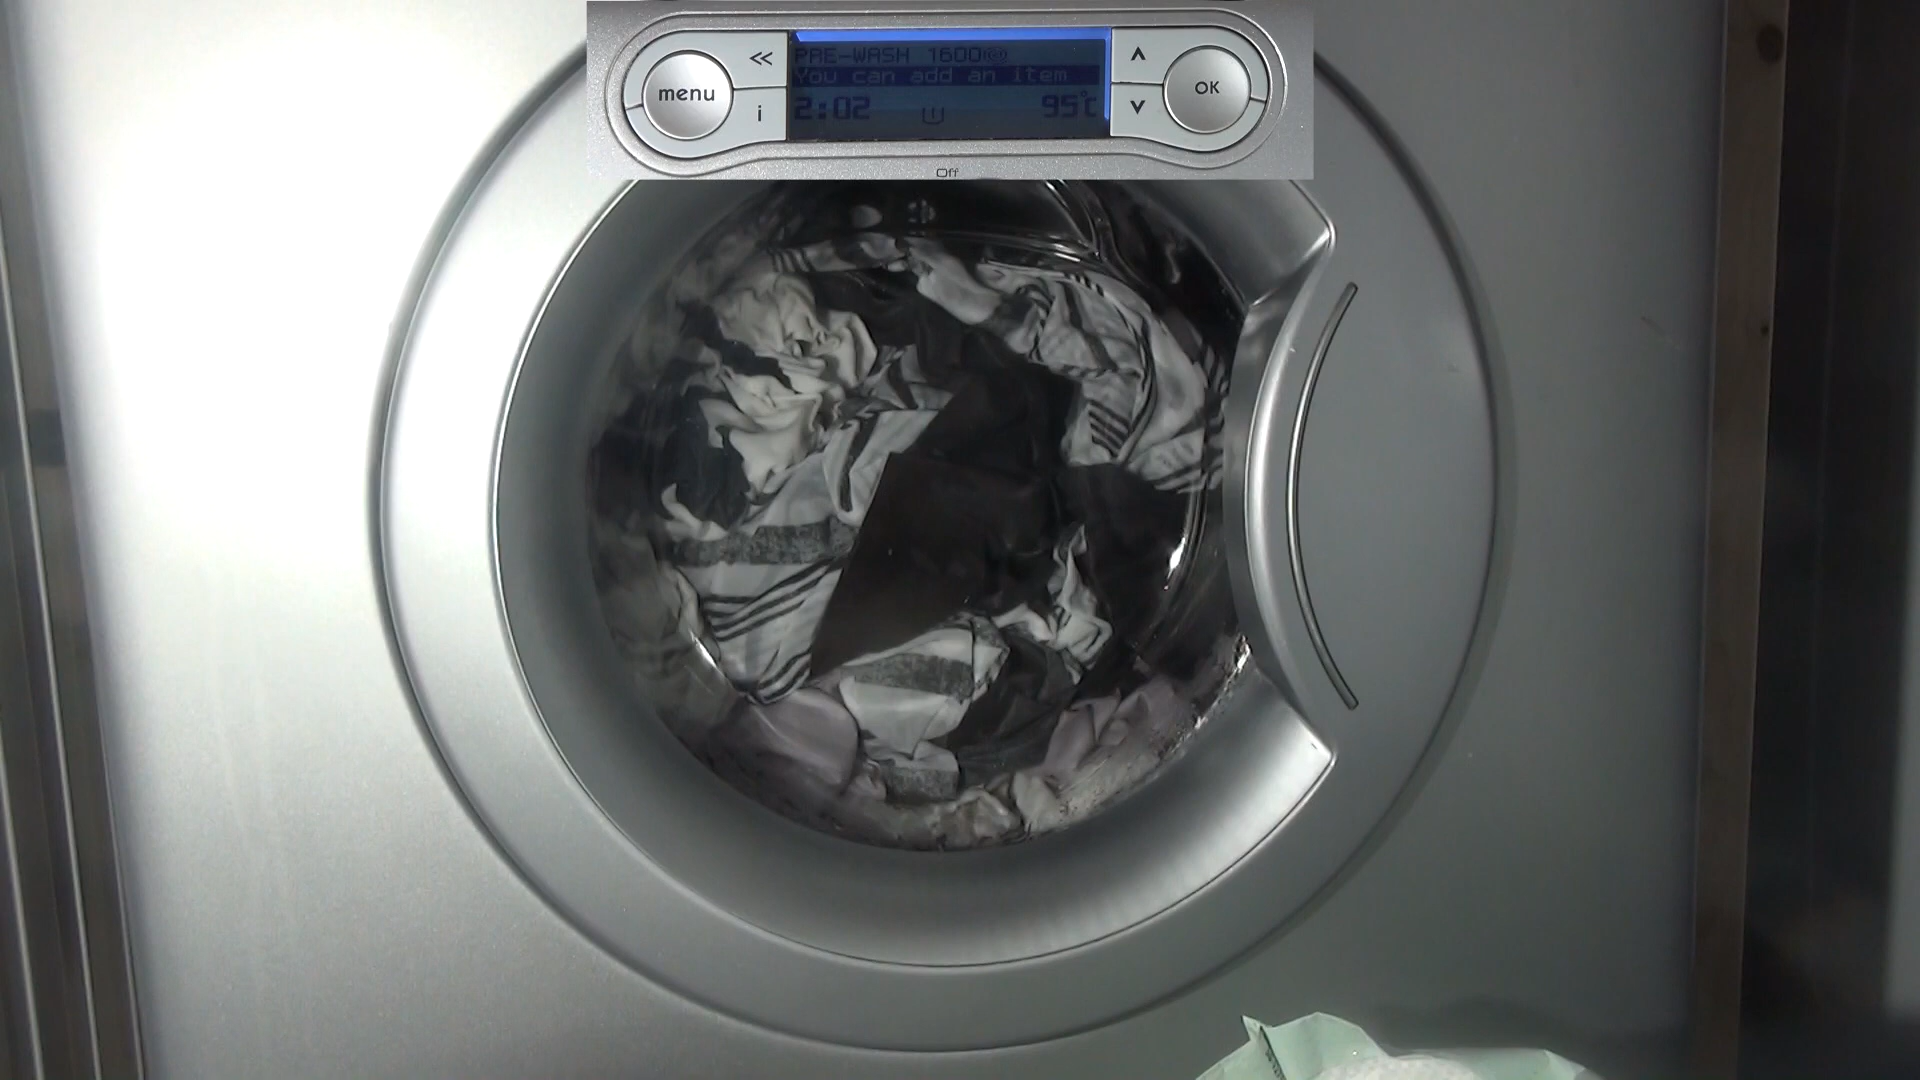 menu
<<
i
PRE-WASH 1600
You can add an item
2:02 95°C
OK
Off